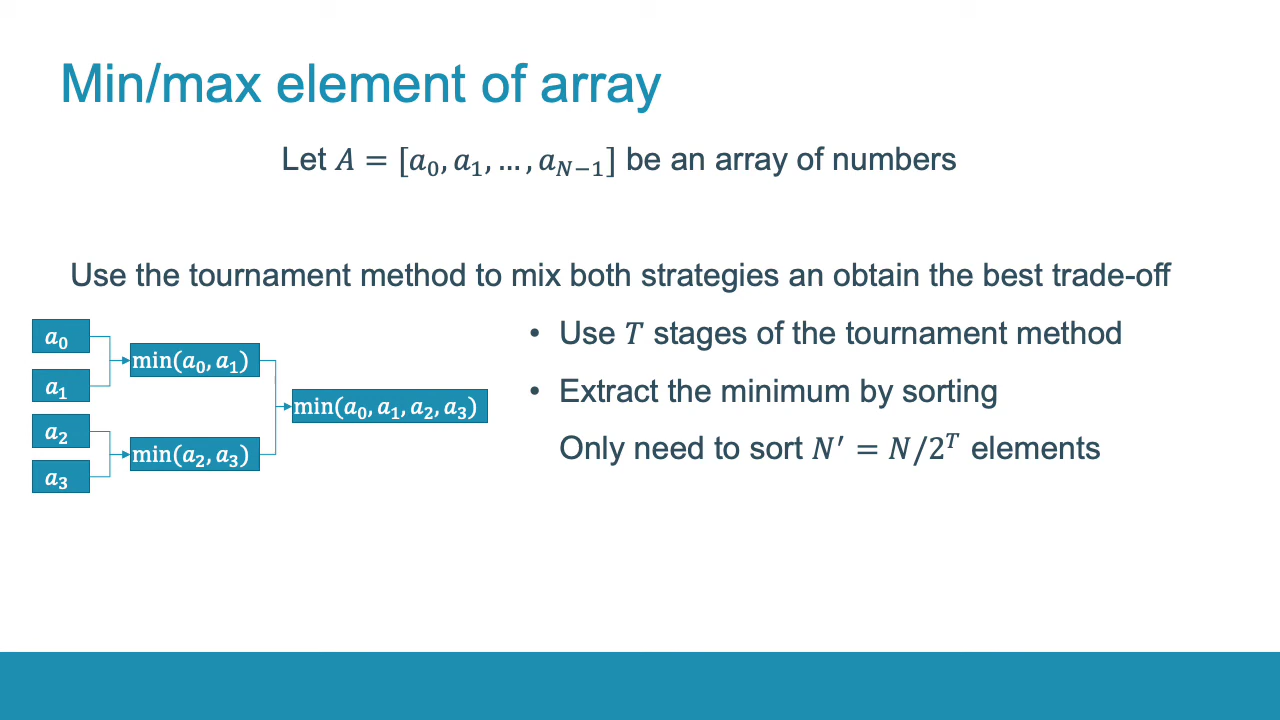 Min/max element of array
Let A = [a₀, a₁, … , a_{N−1}] be an array of numbers
Use the tournament method to mix both strategies an obtain the best trade-off
a₀
a₁
a₂
a₃
min(a₀, a₁)
min(a₂, a₃)
min(a₀, a₁, a₂, a₃)
• Use T stages of the tournament method
• Extract the minimum by sorting
Only need to sort N′ = N/2ᵀ elements